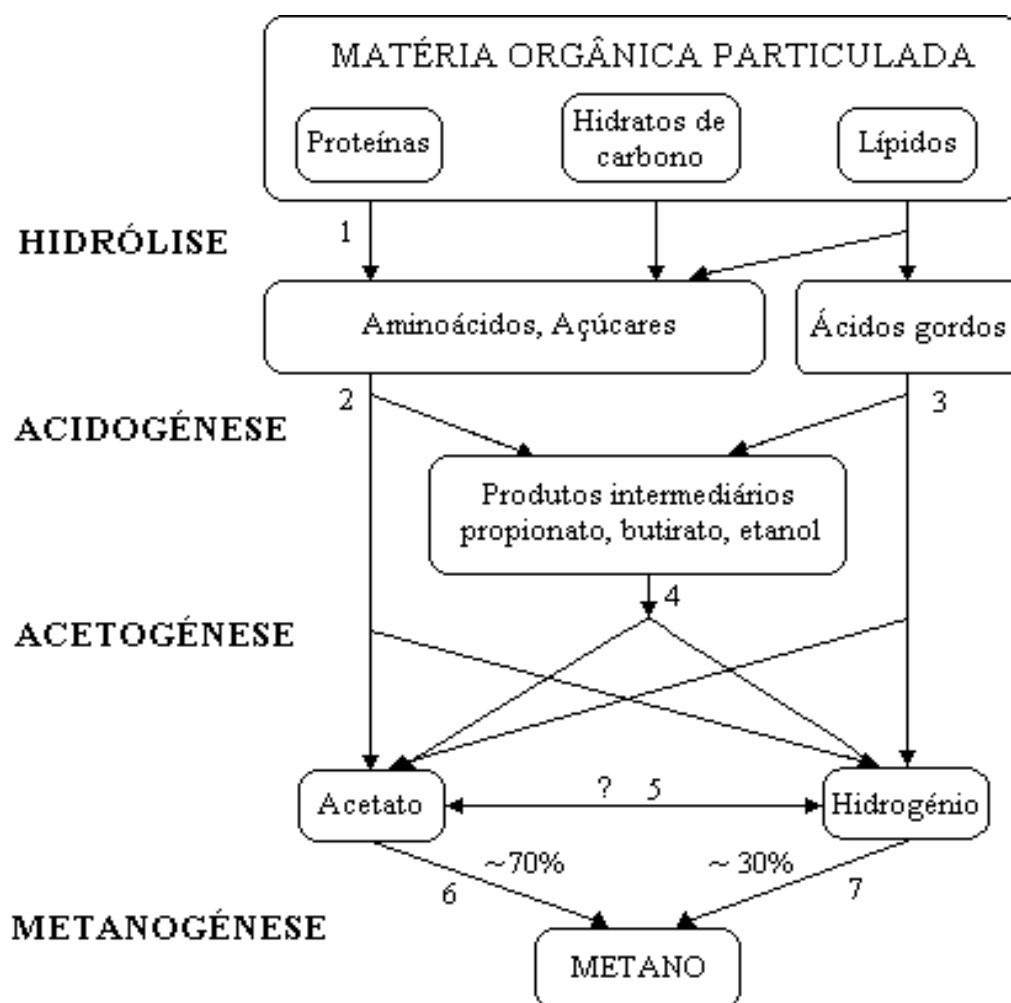 MATÉRIA ORGÂNICA PARTICULADA
Proteínas
Hidratos de
carbono
Lípidos
HIDRÓLISE
1
Aminoácidos, Açúcares
Ácidos gordos
2
3
ACIDOGÉNESE
Produtos intermediários
propionato, butirato, etanol
4
ACETOGÉNESE
Acetato
? 5
Hidrogénio
~70%
~ 30%
6
7
METANOGÉNESE
METANO